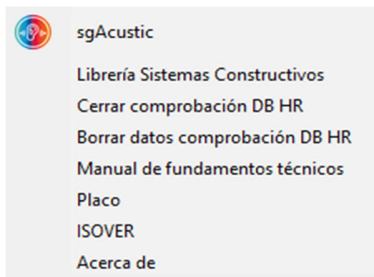 sgAcustic
Librería Sistemas Constructivos
Cerrar comprobación DB HR
Borrar datos comprobación DB HR
Manual de fundamentos técnicos
Placo
ISOVER
Acerca de